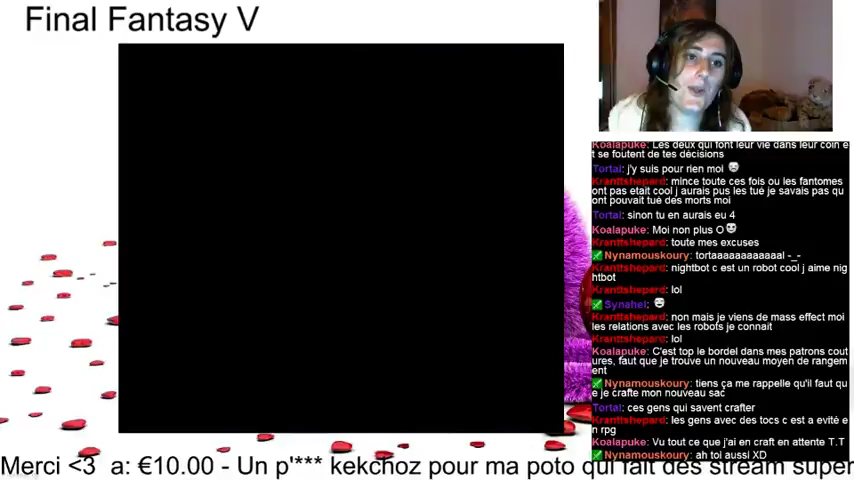 Final Fantasy V
Koalapuke: Les deux qui font leur vie dans leur coin e
t se foutent de tes décisions
Tortal: j'y suis pour rien moi
Kranttshepard: mince toute ces fois ou les fantomes
ont pas etait cool j aurais pus les tué je savais pas qu
ont pouvait tué des morts moi
Tortal: sinon tu en aurais eu 4
Koalapuke: Moi non plus O
Kranttshepard: toute mes excuses
Nynamouskoury: tortaaaaaaaaaaaal -_-
Kranttshepard: nightbot c est un robot cool j aime nig
htbot
Kranttshepard: lol
Synahel:
Kranttshepard: non mais je viens de mass effect moi
les relations avec les robots je connait
Kranttshepard: lol
Koalapuke: C'est top le bordel dans mes patrons cout
ures, faut que je trouve un nouveau moyen de rangem
ent
Nynamouskoury: tiens ça me rappelle qu'il faut qu
e je crafte mon nouveau sac
Tortal: ces gens qui savent crafter
Kranttshepard: les gens avec des tocs c est a evité e
n rpg
Koalapuke: Vu tout ce que j'ai en craft en attente T.T
Nynamouskoury: ah toi aussi XD
Merci <3 a: €10.00 - Un p'*** kekchoz pour ma poto qui fait des stream super